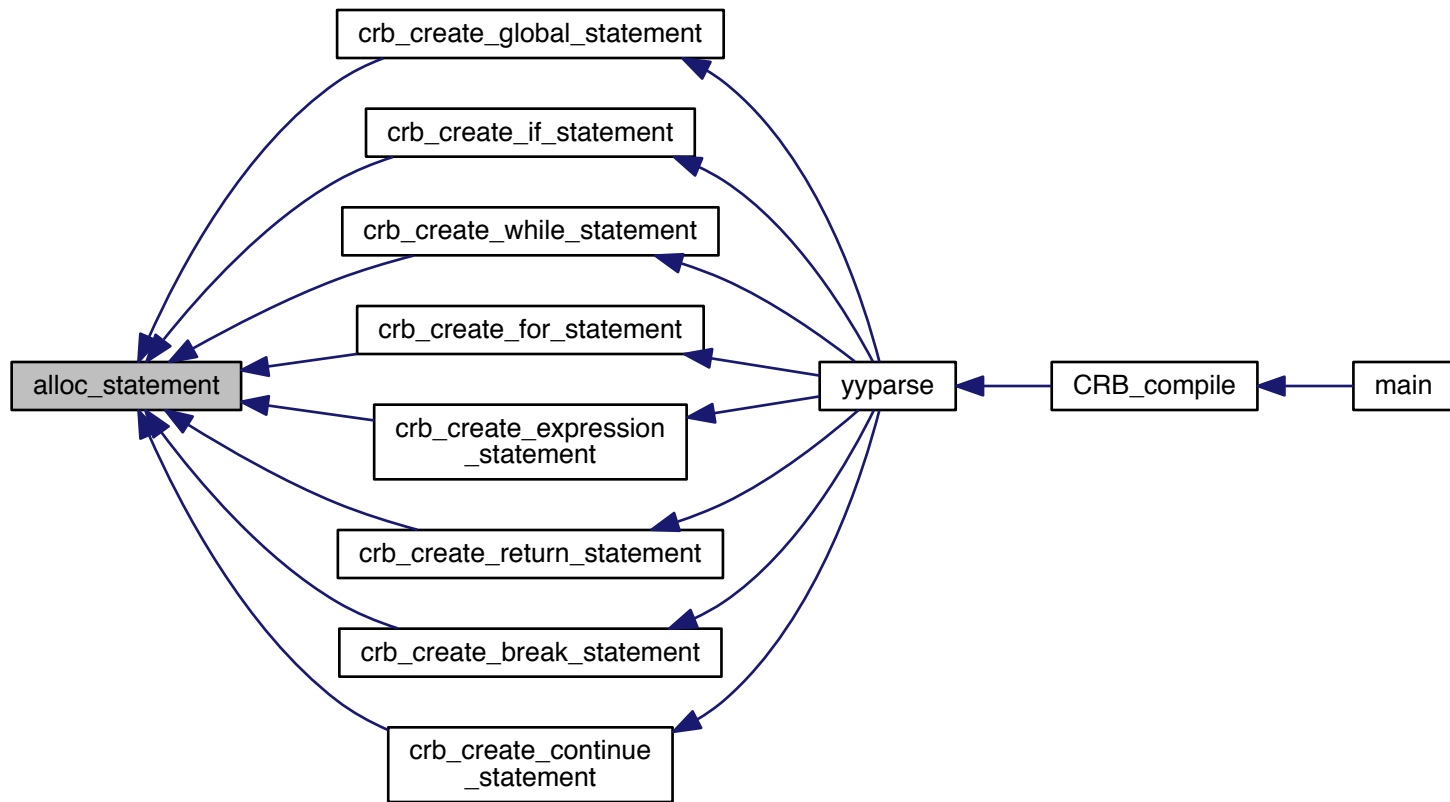 crb_create_global_statement
crb_create_if_statement
crb_create_while_statement
crb_create_for_statement
alloc_statement
yyparse
CRB_compile
main
crb_create_expression
_statement
crb_create_return_statement
crb_create_break_statement
crb_create_continue
_statement